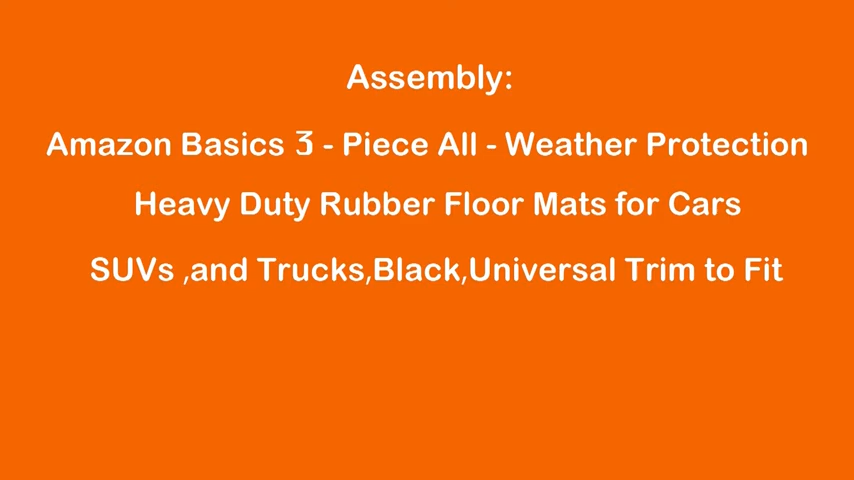 Assembly:
Amazon Basics 3 - Piece All - Weather Protection
Heavy Duty Rubber Floor Mats for Cars
SUVs ,and Trucks,Black,Universal Trim to Fit